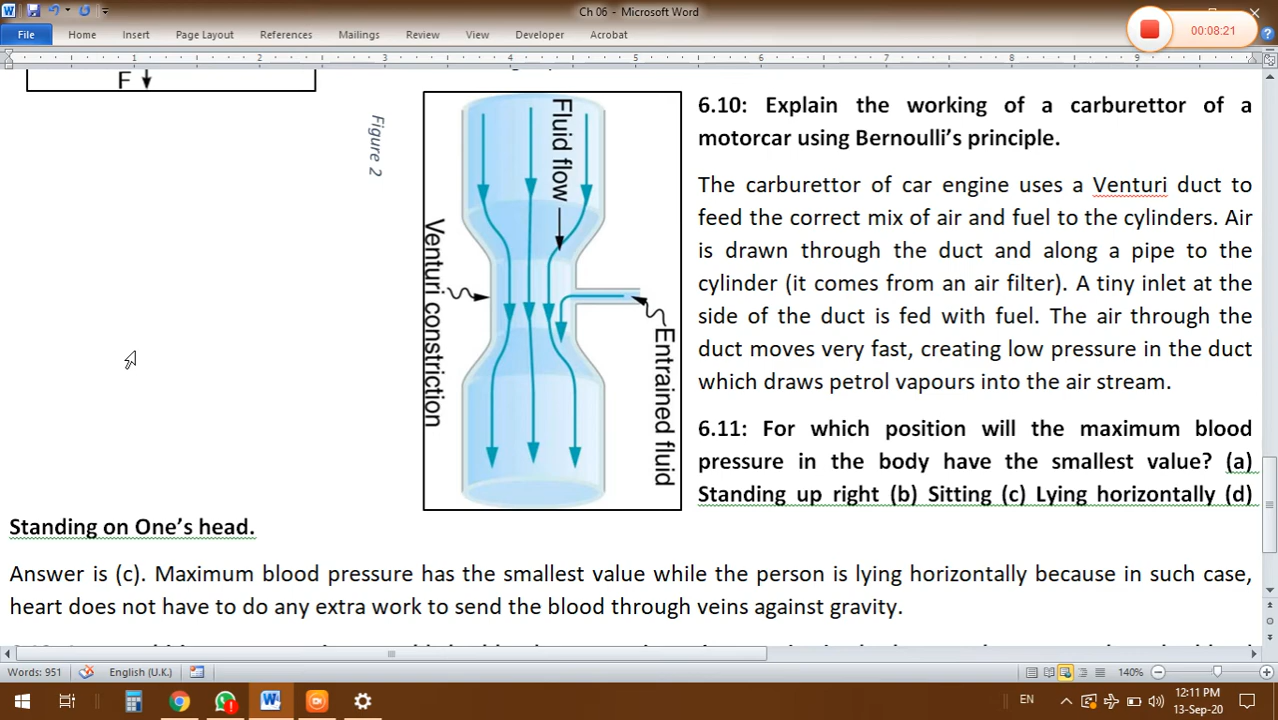 Ch 06 - Microsoft Word
00:08:21
File Home Insert Page Layout References Mailings Review View Developer Acrobat
1 2 3 4 5 6 7 8 9
F
Figure 2
Fluid flow
Venturi constriction
Entrained fluid
6.10: Explain the working of a carburettor of a
motorcar using Bernoulli’s principle.
The carburettor of car engine uses a Venturi duct to
feed the correct mix of air and fuel to the cylinders. Air
is drawn through the duct and along a pipe to the
cylinder (it comes from an air filter). A tiny inlet at the
side of the duct is fed with fuel. The air through the
duct moves very fast, creating low pressure in the duct
which draws petrol vapours into the air stream.
6.11: For which position will the maximum blood
pressure in the body have the smallest value? (a)
Standing up right (b) Sitting (c) Lying horizontally (d)
Standing on One’s head.
Answer is (c). Maximum blood pressure has the smallest value while the person is lying horizontally because in such case,
heart does not have to do any extra work to send the blood through veins against gravity.
Words: 951 English (U.K.) 140%
EN 12:11 PM
13-Sep-20